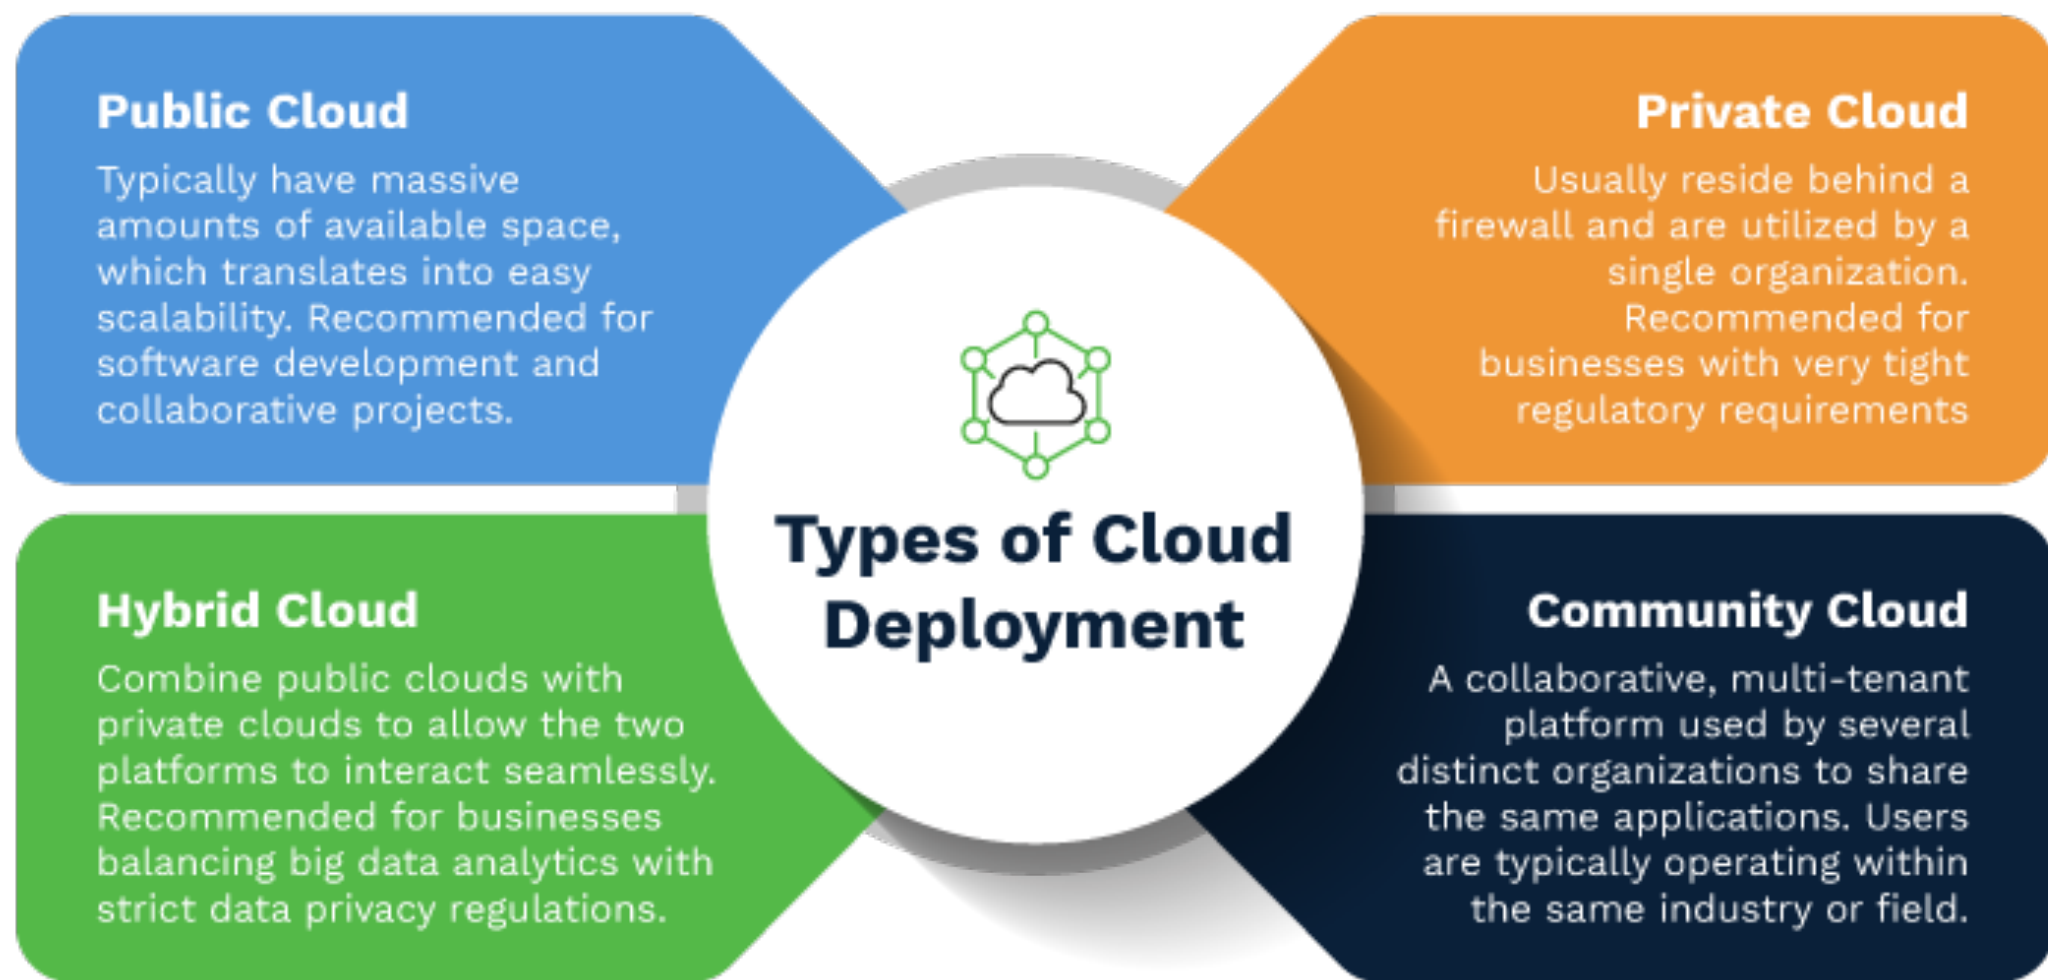 Public Cloud
Typically have massive
amounts of available space,
which translates into easy
scalability. Recommended for
software development and
collaborative projects.
Private Cloud
Usually reside behind a
firewall and are utilized by a
single organization.
Recommended for
businesses with very tight
regulatory requirements
Types of Cloud
Deployment
Hybrid Cloud
Combine public clouds with
private clouds to allow the two
platforms to interact seamlessly.
Recommended for businesses
balancing big data analytics with
strict data privacy regulations.
Community Cloud
A collaborative, multi-tenant
platform used by several
distinct organizations to share
the same applications. Users
are typically operating within
the same industry or field.